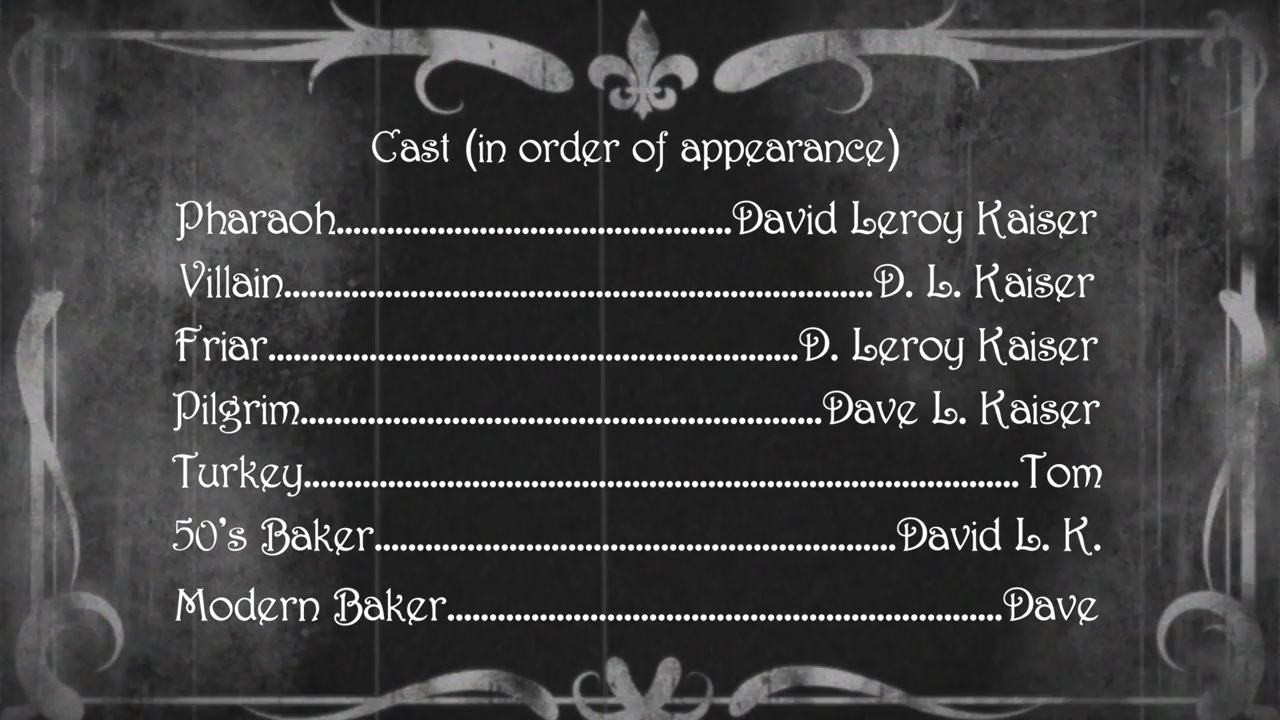 Cast (in order of appearance)
Pharaoh...............................................David Leroy Kaiser
Villain......................................................................D. L. Kaiser
Friar...............................................................D. Leroy Kaiser
Pilgrim..............................................................Dave L. Kaiser
Turkey.....................................................................................Tom
50's Baker..............................................................David L. K.
Modern Baker..................................................................Dave